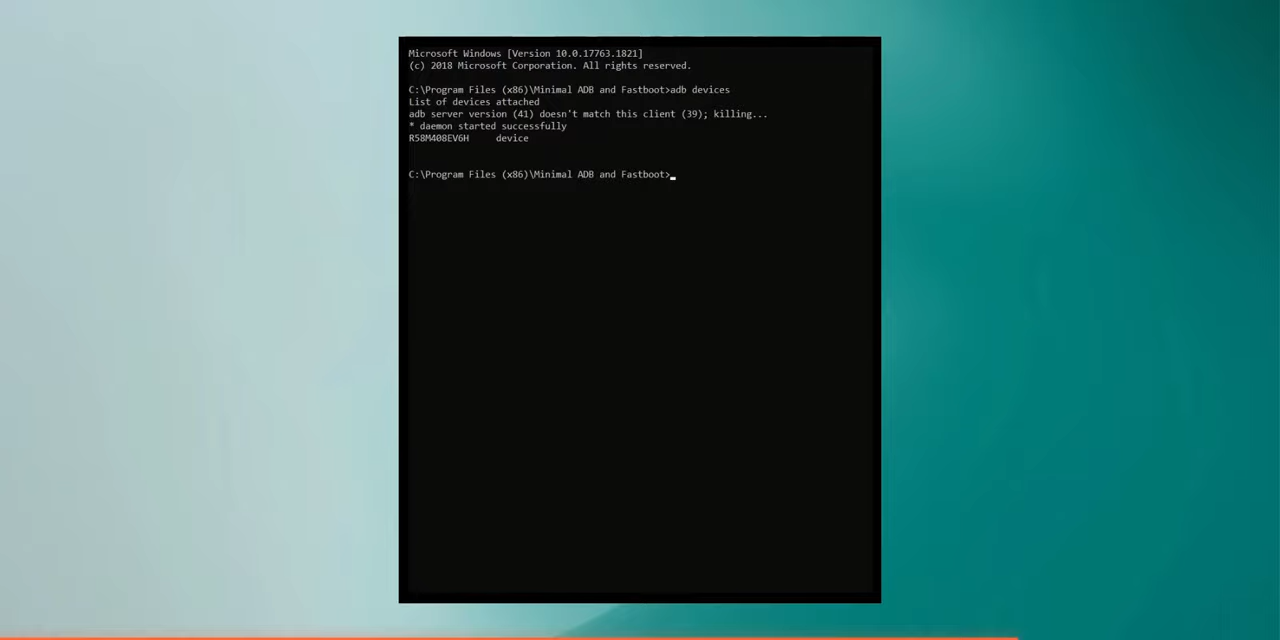 Microsoft Windows [Version 10.0.17763.1821]
(c) 2018 Microsoft Corporation. All rights reserved.
C:\Program Files (x86)\Minimal ADB and Fastboot>adb devices
List of devices attached
adb server version (41) doesn't match this client (39); killing...
* daemon started successfully
R58M408EV6H device
C:\Program Files (x86)\Minimal ADB and Fastboot>